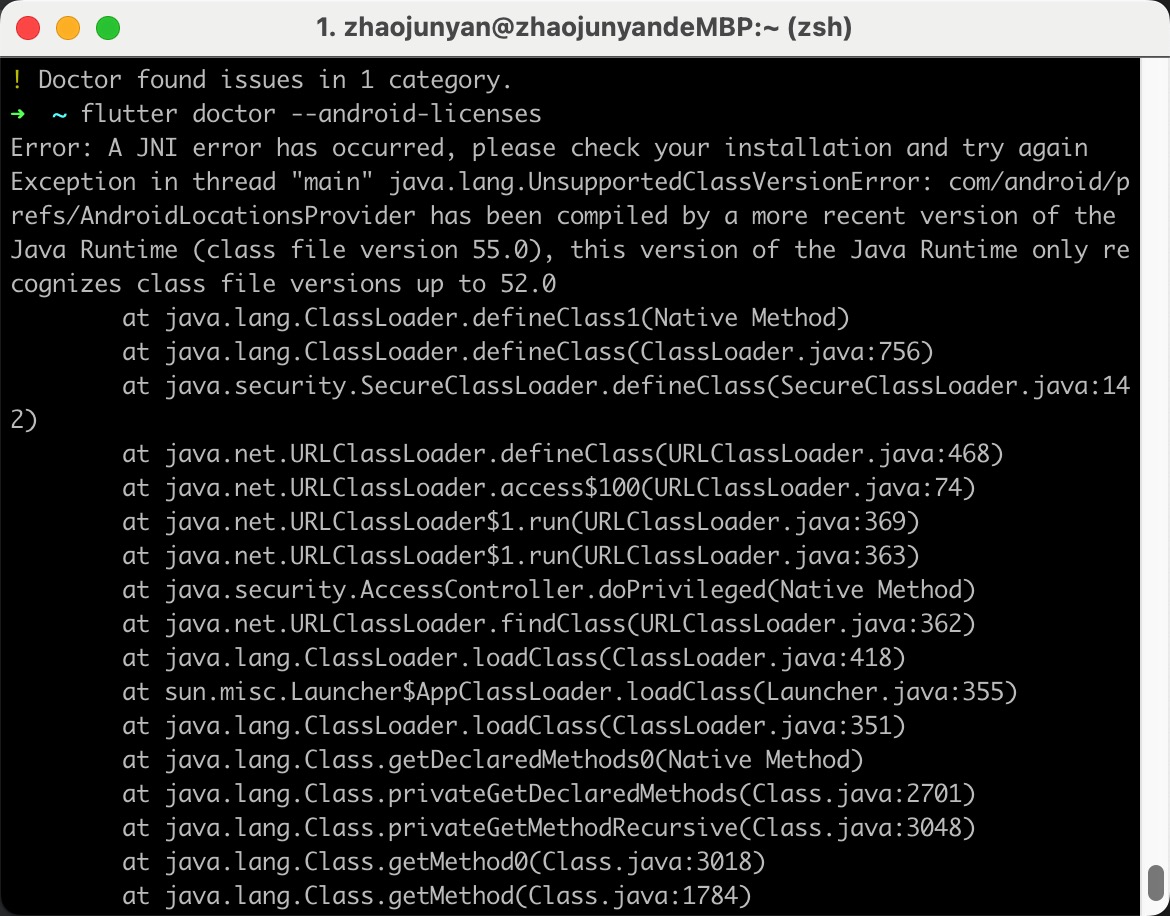 1. zhaojunyan@zhaojunyandeMBP:~ (zsh)
! Doctor found issues in 1 category.
➜  ~ flutter doctor --android-licenses
Error: A JNI error has occurred, please check your installation and try again
Exception in thread "main" java.lang.UnsupportedClassVersionError: com/android/p
refs/AndroidLocationsProvider has been compiled by a more recent version of the
Java Runtime (class file version 55.0), this version of the Java Runtime only re
cognizes class file versions up to 52.0
        at java.lang.ClassLoader.defineClass1(Native Method)
        at java.lang.ClassLoader.defineClass(ClassLoader.java:756)
        at java.security.SecureClassLoader.defineClass(SecureClassLoader.java:14
2)
        at java.net.URLClassLoader.defineClass(URLClassLoader.java:468)
        at java.net.URLClassLoader.access$100(URLClassLoader.java:74)
        at java.net.URLClassLoader$1.run(URLClassLoader.java:369)
        at java.net.URLClassLoader$1.run(URLClassLoader.java:363)
        at java.security.AccessController.doPrivileged(Native Method)
        at java.net.URLClassLoader.findClass(URLClassLoader.java:362)
        at java.lang.ClassLoader.loadClass(ClassLoader.java:418)
        at sun.misc.Launcher$AppClassLoader.loadClass(Launcher.java:355)
        at java.lang.ClassLoader.loadClass(ClassLoader.java:351)
        at java.lang.Class.getDeclaredMethods0(Native Method)
        at java.lang.Class.privateGetDeclaredMethods(Class.java:2701)
        at java.lang.Class.privateGetMethodRecursive(Class.java:3048)
        at java.lang.Class.getMethod0(Class.java:3018)
        at java.lang.Class.getMethod(Class.java:1784)